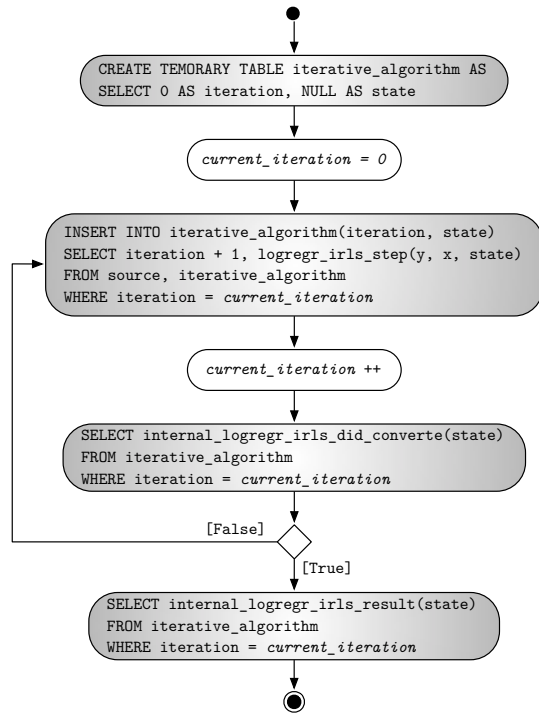 CREATE TEMORARY TABLE iterative_algorithm AS
SELECT 0 AS iteration, NULL AS state
current_iteration = 0
INSERT INTO iterative_algorithm(iteration, state)
SELECT iteration + 1, logregr_irls_step(y, x, state)
FROM source, iterative_algorithm
WHERE iteration = current_iteration
current_iteration ++
SELECT internal_logregr_irls_did_converte(state)
FROM iterative_algorithm
WHERE iteration = current_iteration
[False]
[True]
SELECT internal_logregr_irls_result(state)
FROM iterative_algorithm
WHERE iteration = current_iteration